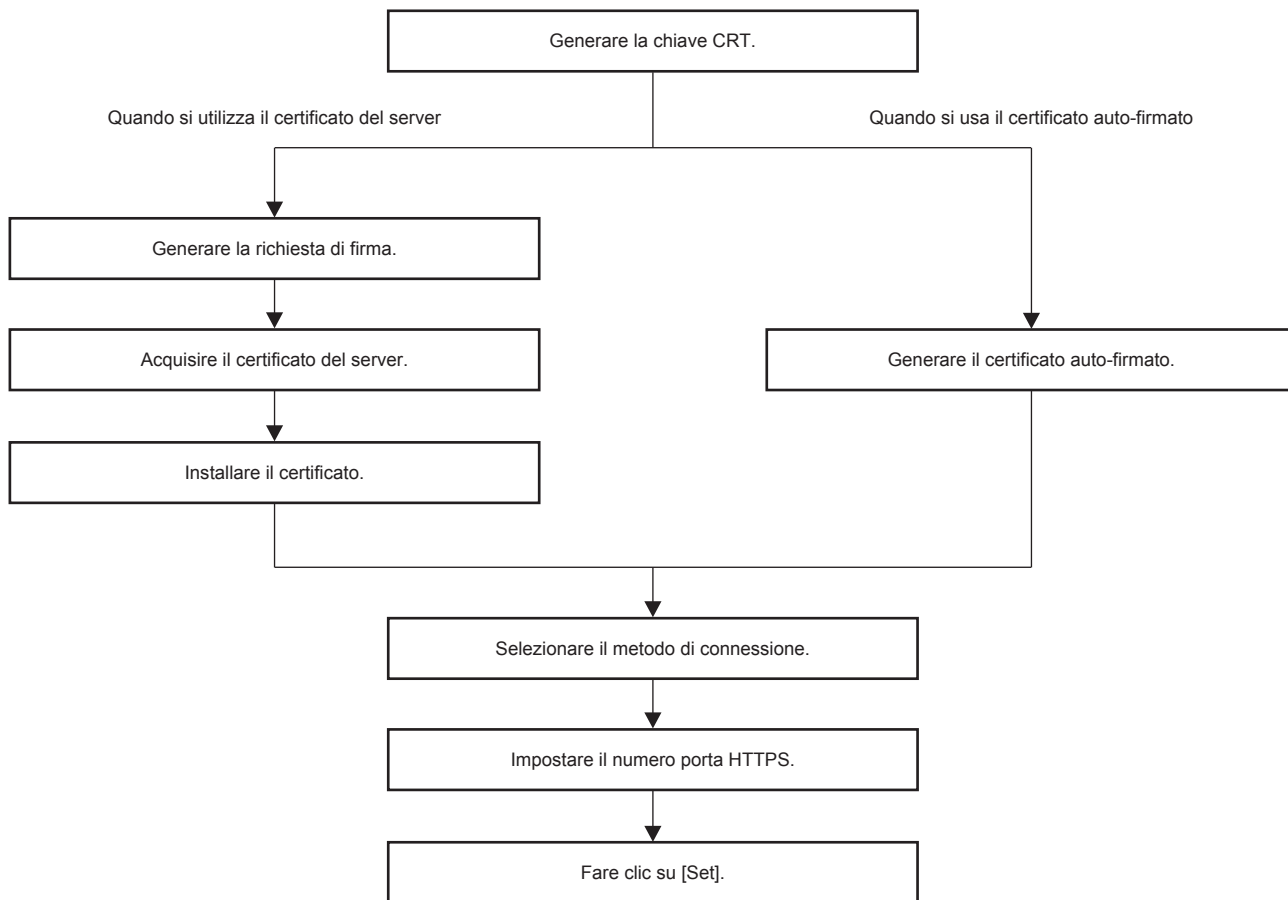 Generare la chiave CRT.
Quando si utilizza il certificato del server
Quando si usa il certificato auto-firmato
Generare la richiesta di firma.
Acquisire il certificato del server.
Generare il certificato auto-firmato.
Installare il certificato.
Selezionare il metodo di connessione.
Impostare il numero porta HTTPS.
Fare clic su [Set].